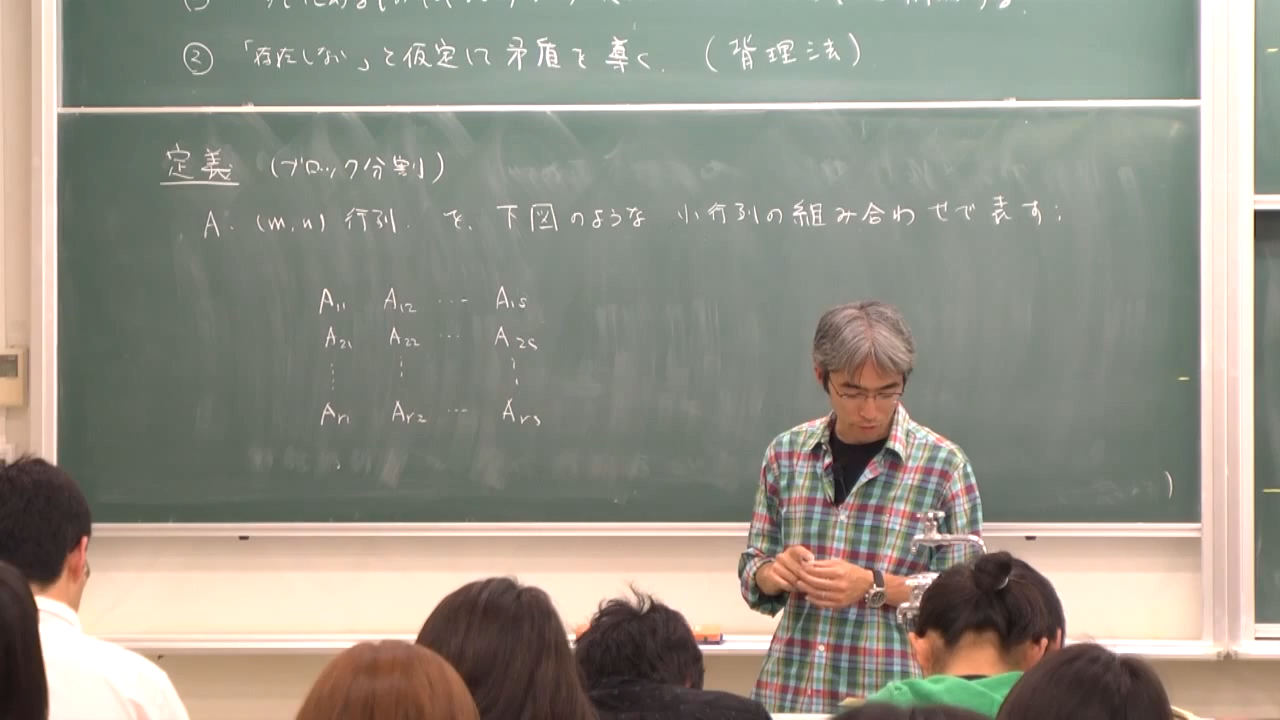 ② 「存在しない」と仮定して矛盾を導く. (背理法)
定義 (ブロック分割)
A: (m,n) 行列. を、下図のような 小行列の組み合わせで表す:
A₁₁ A₁₂ ... A₁ₛ
A₂₁ A₂₂ ... A₂ₛ
⋮ ⋮ ⋮
Aᵣ₁ Aᵣ₂ ... Aᵣₛ